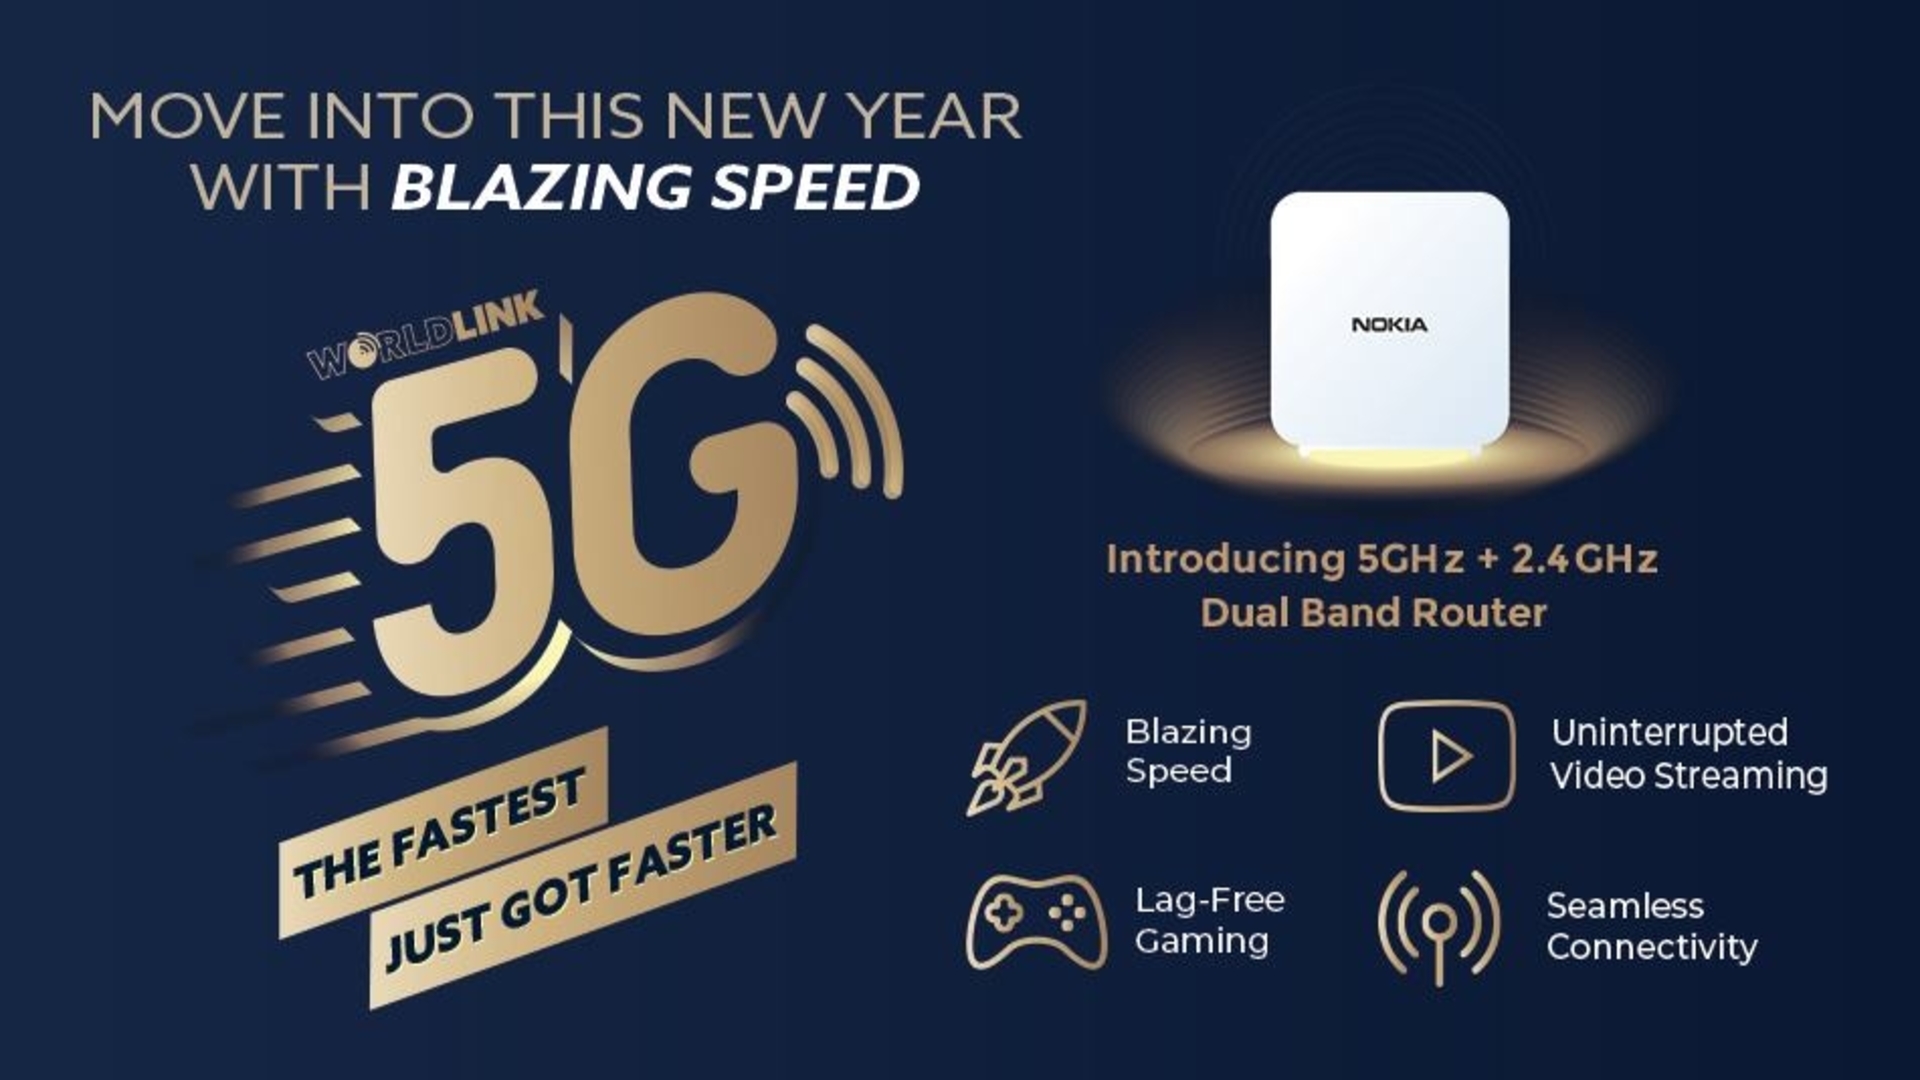 MOVE INTO THIS NEW YEAR
WITH BLAZING SPEED
WORLDLINK
5G
THE FASTEST
JUST GOT FASTER
NOKIA
Introducing 5GHz + 2.4GHz
Dual Band Router
Blazing
Speed
Uninterrupted
Video Streaming
Lag-Free
Gaming
Seamless
Connectivity